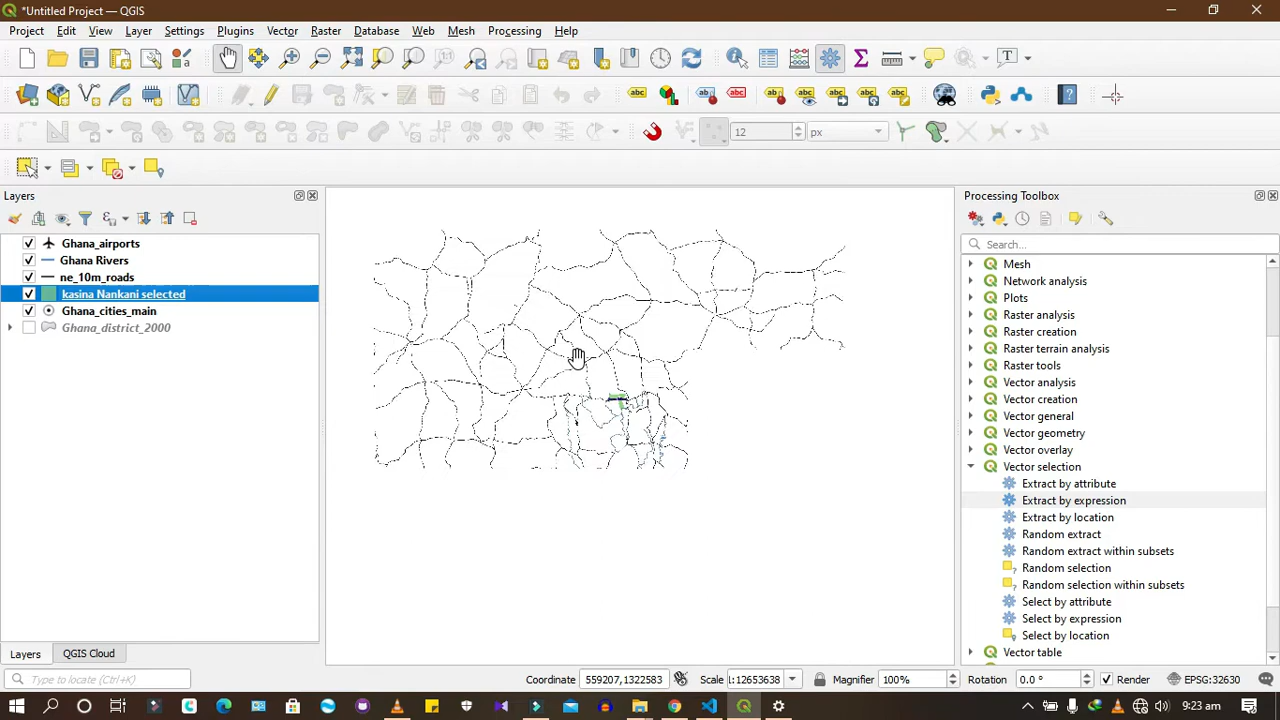 *Untitled Project — QGIS
Project Edit View Layer Settings Plugins Vector Raster Database Web Mesh Processing Help
12 px
Layers
Processing Toolbox
Search...
Ghana_airports
Ghana Rivers
ne_10m_roads
kasina Nankani selected
Ghana_cities_main
Ghana_district_2000
Mesh
Network analysis
Plots
Raster analysis
Raster creation
Raster terrain analysis
Raster tools
Vector analysis
Vector creation
Vector general
Vector geometry
Vector overlay
Vector selection
Extract by attribute
Extract by expression
Extract by location
Random extract
Random extract within subsets
Random selection
Random selection within subsets
Select by attribute
Select by expression
Select by location
Vector table
Layers QGIS Cloud
Type to locate (Ctrl+K) Coordinate 559207,1322583 Scale 1:12653638 Magnifier 100% Rotation 0.0 ° Render EPSG:32630
9:23 am